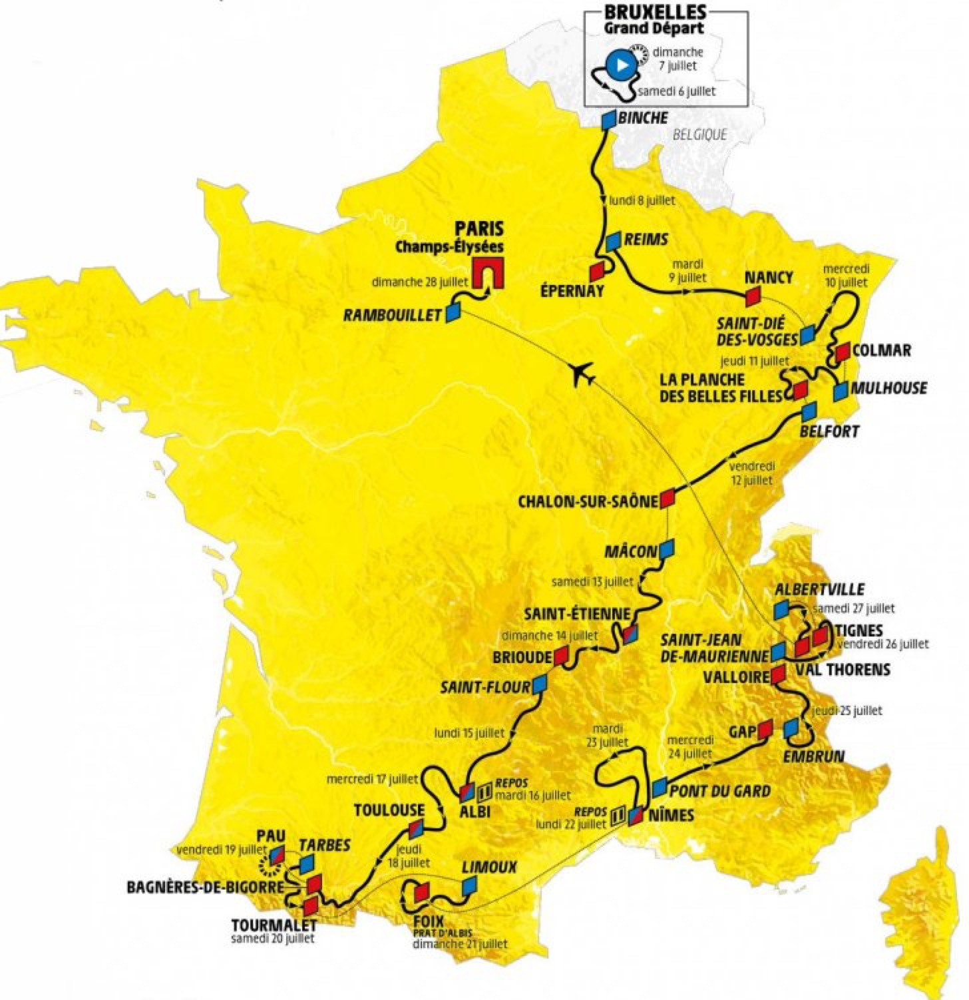 BRUXELLES
Grand Départ
dimanche
7 juillet
samedi 6 juillet
BINCHE
BELGIQUE
lundi 8 juillet
REIMS
PARIS
Champs-Élysées
dimanche 28 juillet
RAMBOUILLET
ÉPERNAY
mardi
9 juillet
NANCY
mercredi
10 juillet
SAINT-DIÉ
DES-VOSGES
COLMAR
jeudi 11 juillet
LA PLANCHE
DES BELLES FILLES
MULHOUSE
BELFORT
vendredi
12 juillet
CHALON-SUR-SAÔNE
MÂCON
samedi 13 juillet
SAINT-ÉTIENNE
dimanche 14 juillet
BRIOUDE
SAINT-FLOUR
ALBERTVILLE
samedi 27 juillet
TIGNES
vendredi 26 juillet
SAINT-JEAN
DE-MAURIENNE
VAL THORENS
VALLOIRE
jeudi 25 juillet
GAP
EMBRUN
lundi 15 juillet
mardi
23 juillet
mercredi
24 juillet
PONT DU GARD
NÎMES
REPOS
lundi 22 juillet
mercredi 17 juillet
REPOS
mardi 16 juillet
ALBI
TOULOUSE
jeudi
18 juillet
PAU
vendredi 19 juillet
TARBES
BAGNÈRES-DE-BIGORRE
LIMOUX
TOURMALET
samedi 20 juillet
FOIX
PRAT D'ALBIS
dimanche 21 juillet